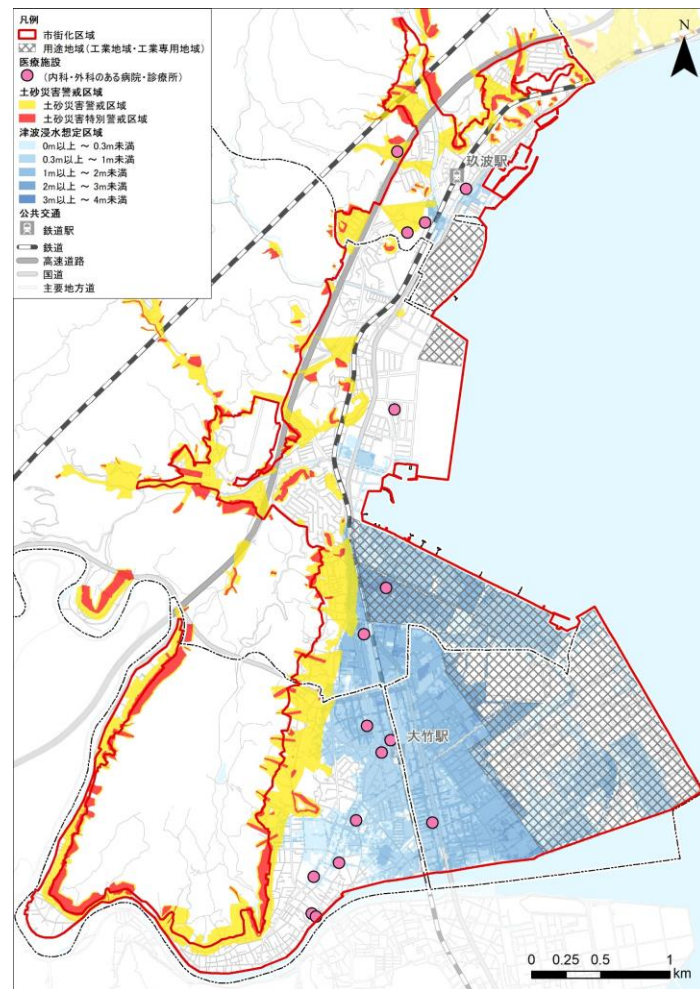 凡例
市街化区域
用途地域(工業地域・工業専用地域)
医療施設
(内科・外科のある病院・診療所)
土砂災害警戒区域
土砂災害警戒区域
土砂災害特別警戒区域
津波浸水想定区域
0m以上 ～ 0.3m未満
0.3m以上 ～ 1m未満
1m以上 ～ 2m未満
2m以上 ～ 3m未満
3m以上 ～ 4m未満
公共交通
鉄道駅
鉄道
高速道路
国道
主要地方道
N
玖波駅
大竹駅
0 0.25 0.5 1
km